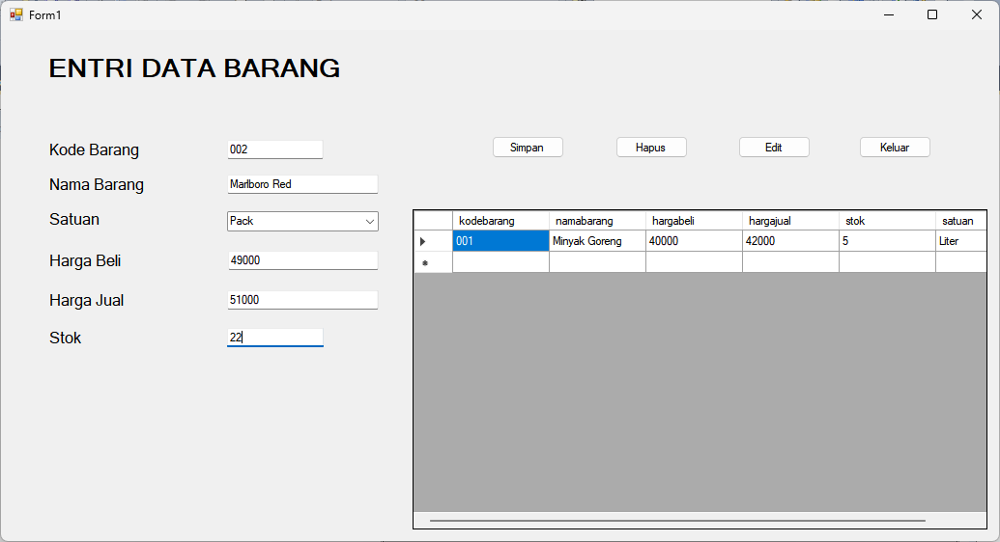 Form1
ENTRI DATA BARANG
Kode Barang 002
Nama Barang Marlboro Red
Satuan Pack
Harga Beli 49000
Harga Jual 51000
Stok 22
Simpan Hapus Edit Keluar
kodebarang namabarang hargabeli hargajual stok satuan
001 Minyak Goreng 40000 42000 5 Liter